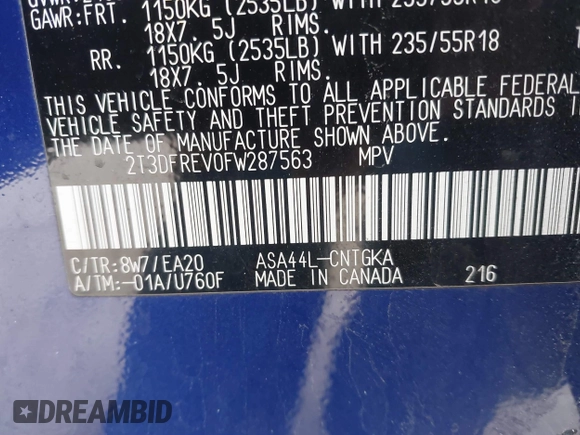 GAWR:FRT. 1150KG (2535LB) WITH 235/55R18
18X7. 5J RIMS.
RR. 1150KG (2535LB) WITH 235/55R18
18X7. 5J RIMS.
THIS VEHICLE CONFORMS TO ALL APPLICABLE FEDERAL
VEHICLE SAFETY AND THEFT PREVENTION STANDARDS I
THE DATE OF MANUFACTURE SHOWN ABOVE.
2T3DFREV0FW287563 MPV
C/TR:8W7/EA20 ASA44L-CNTGKA
A/TM:-01A/U760F MADE IN CANADA 216
DREAMBID